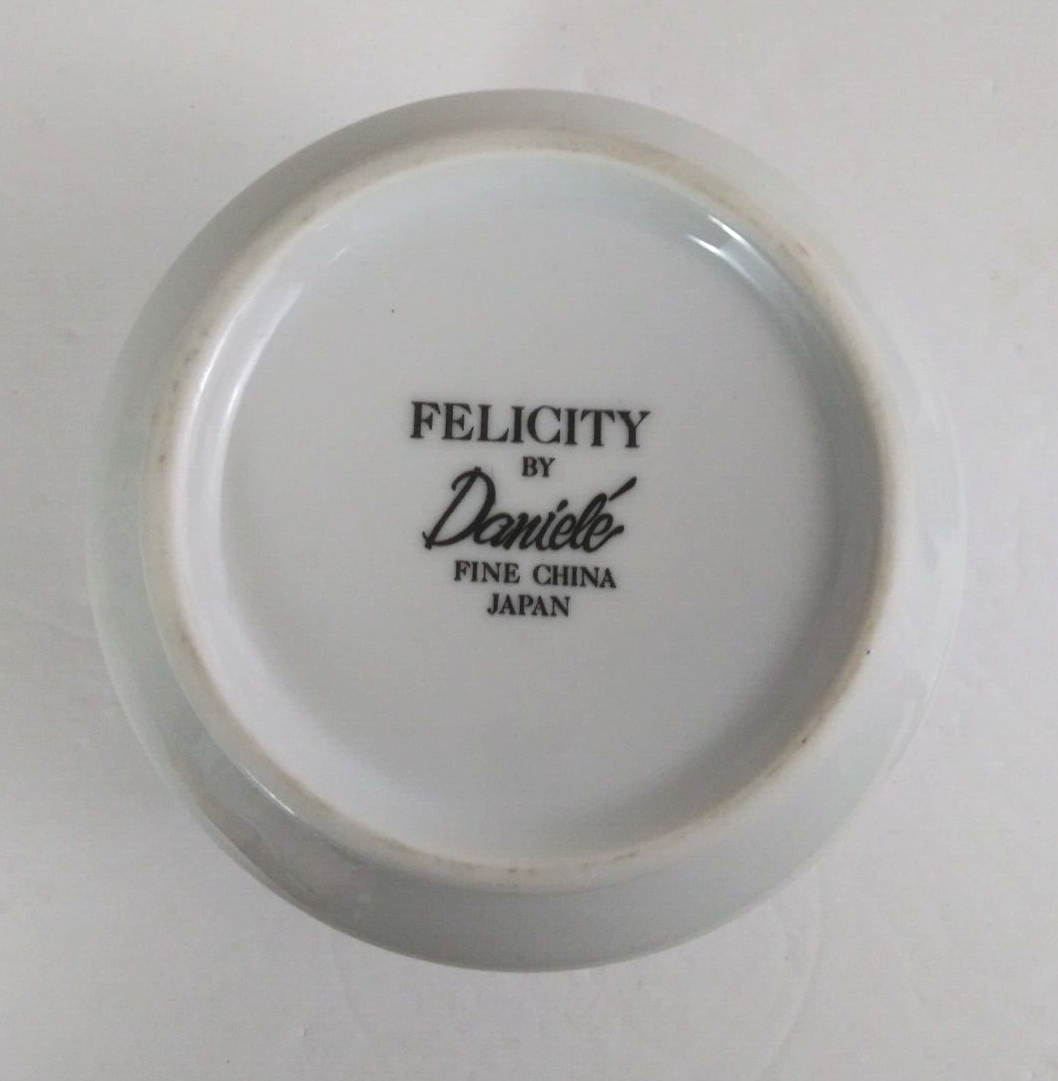 FELICITY
BY
Danielé
FINE CHINA
JAPAN